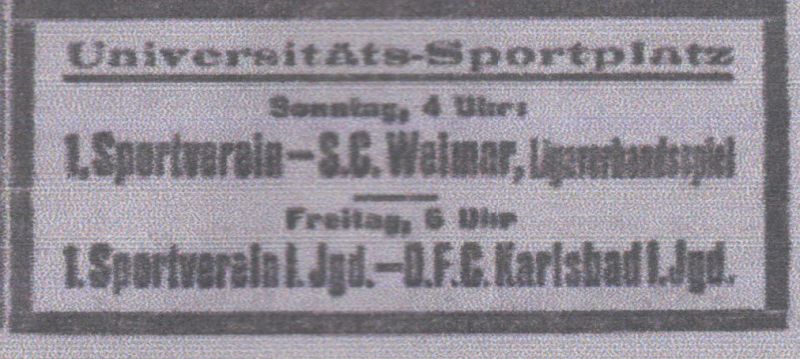 Universitäts-Sportplatz
Sonntag, 4 Uhr:
1. Sportverein – S.C. Weimar, Ligaverbandsspiel
Freitag, 6 Uhr
1. Sportverein I. Jgd. – D.F.C. Karlsbad I. Jgd.